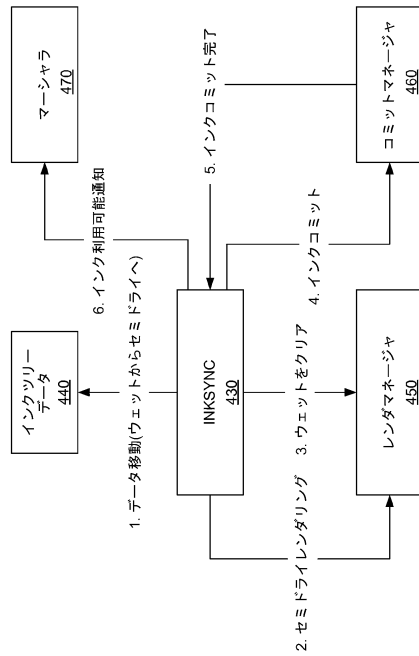 インクツリー
データ
440
マーシャラ
470
1. データ移動(ウェットからセミドライへ)
6. インク利用可能通知
INKSYNC
430
5. インクコミット完了
2. セミドライレンダリング
3. ウェットをクリア
4. インクコミット
レンダマネージャ
450
コミットマネージャ
460